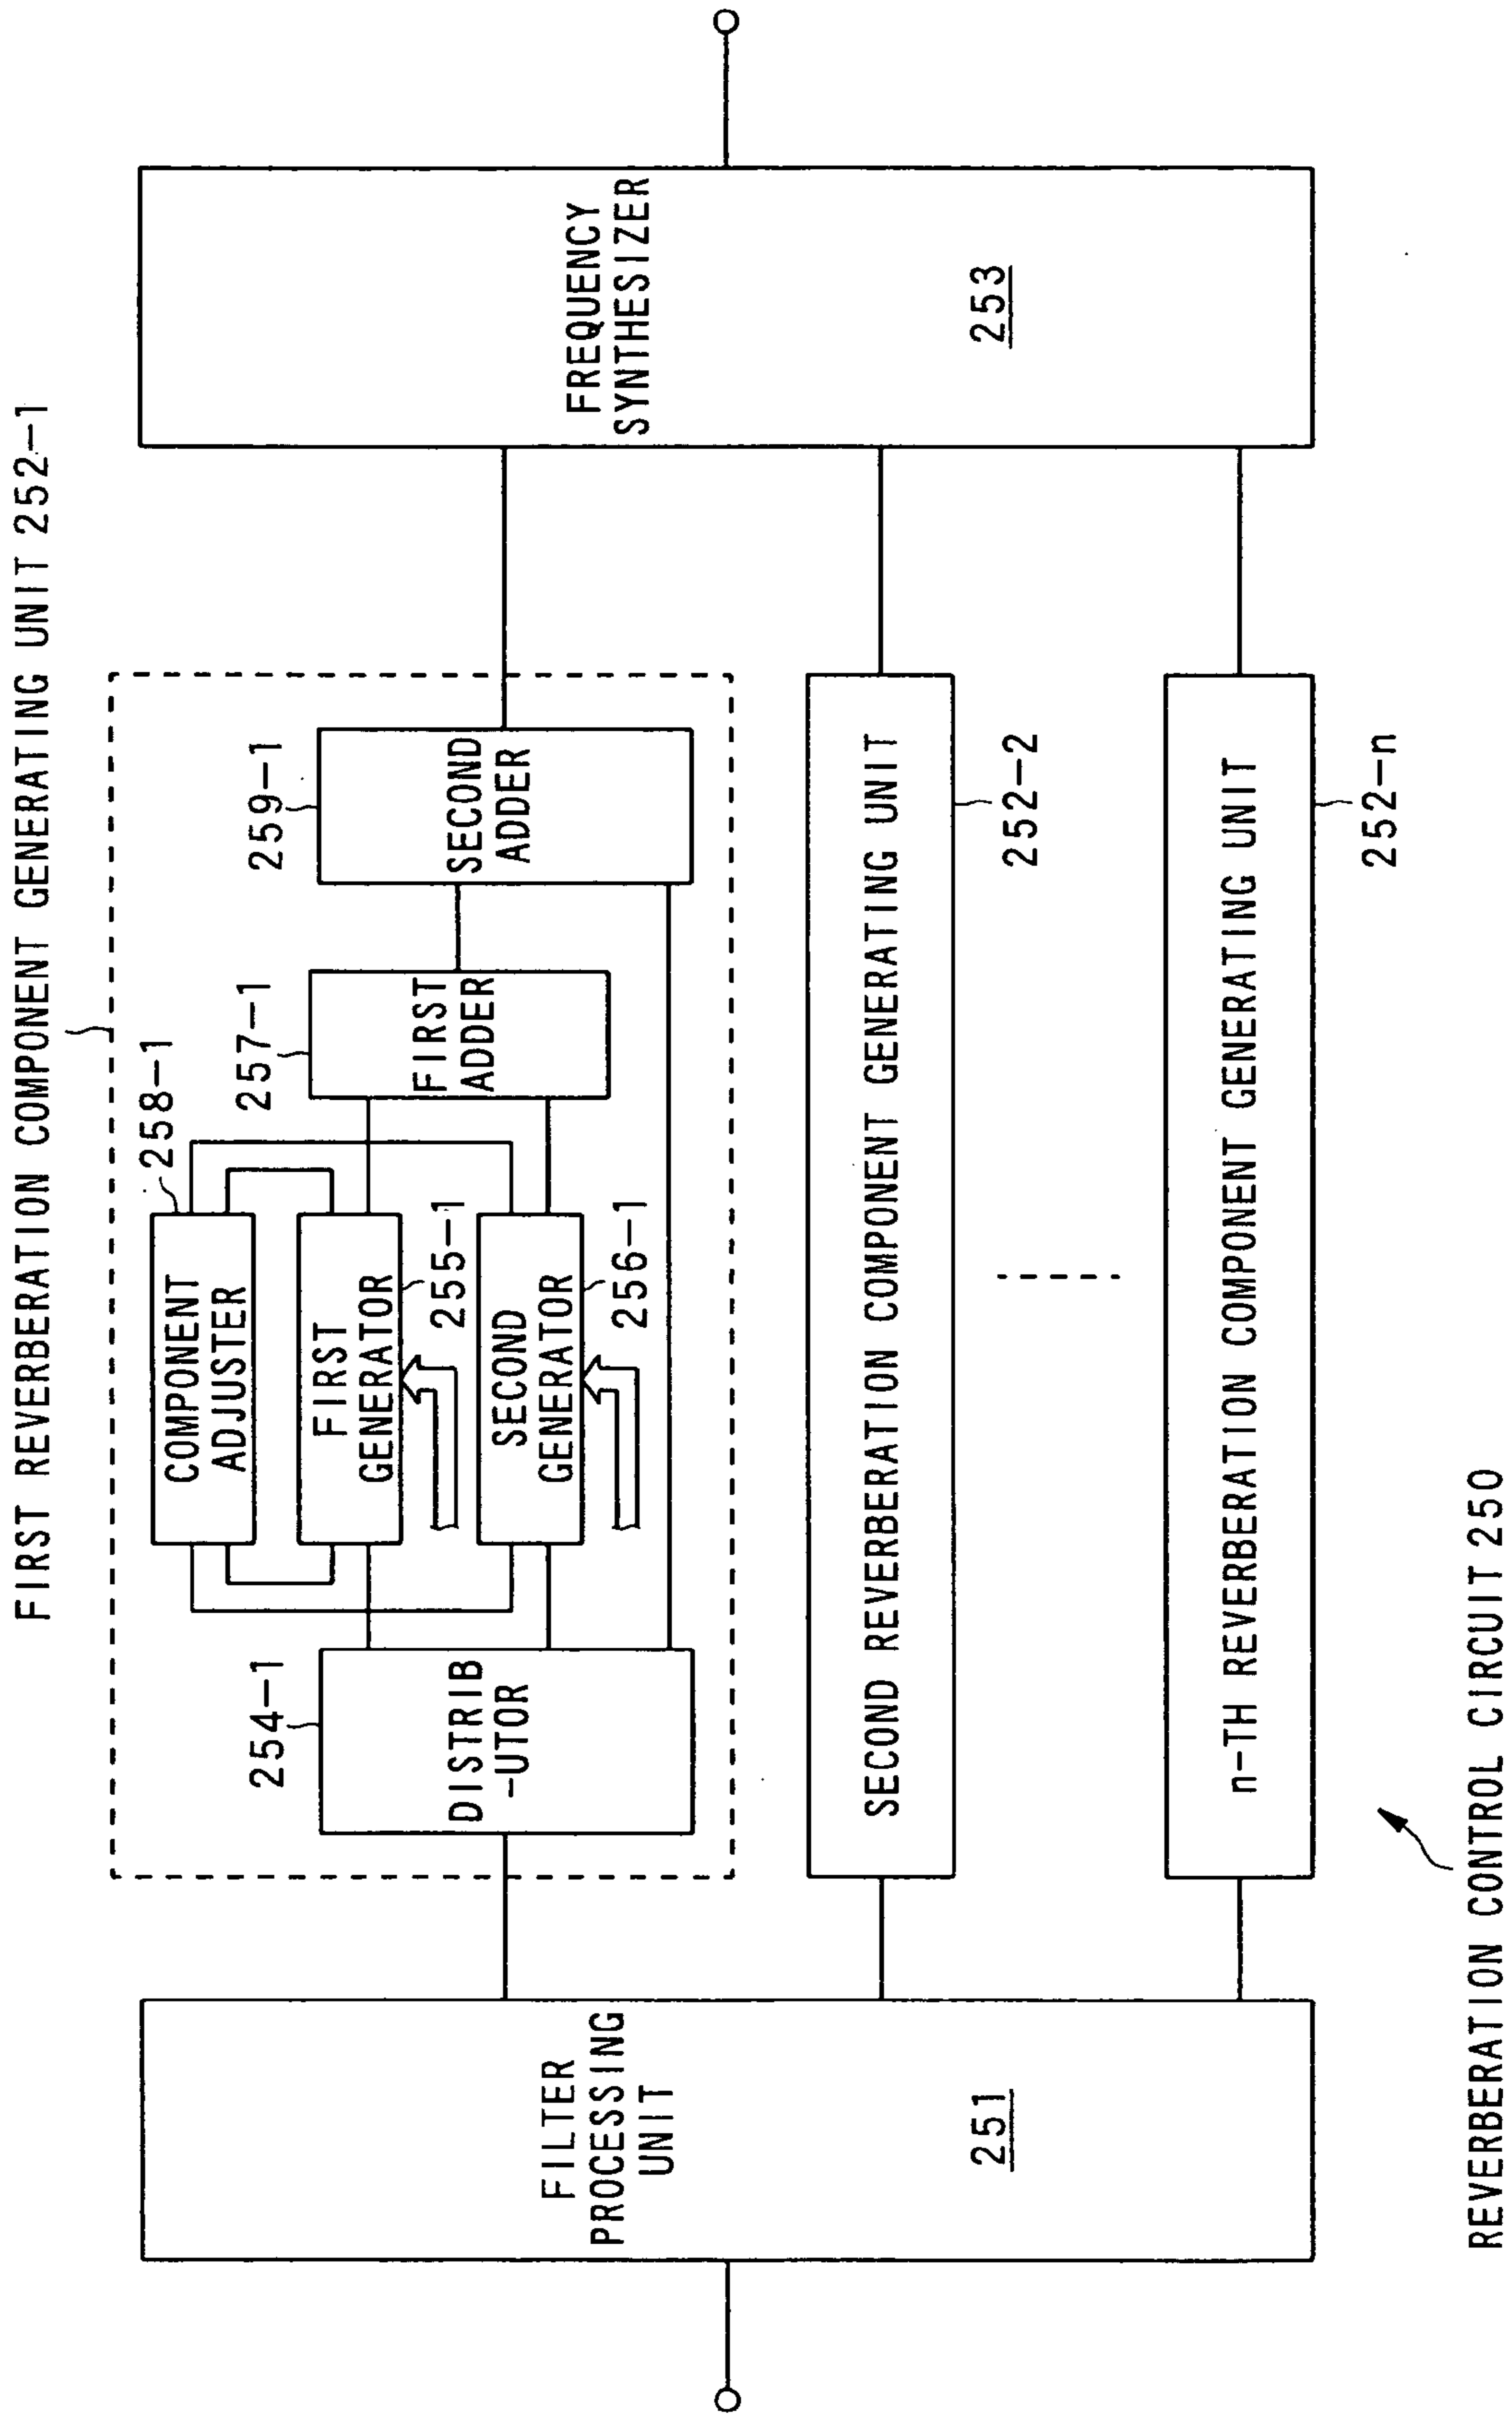 FIRST REVERBERATION COMPONENT GENERATING UNIT 252-1
258-1
COMPONENT
ADJUSTER
FIRST
GENERATOR
255-1
SECOND
GENERATOR
256-1
254-1
DISTRIB
-UTOR
257-1
FIRST
ADDER
259-1
SECOND
ADDER
FILTER
PROCESSING
UNIT
251
FREQUENCY
SYNTHESIZER
253
SECOND REVERBERATION COMPONENT GENERATING UNIT
252-2
n-TH REVERBERATION COMPONENT GENERATING UNIT
252-n
REVERBERATION CONTROL CIRCUIT 250